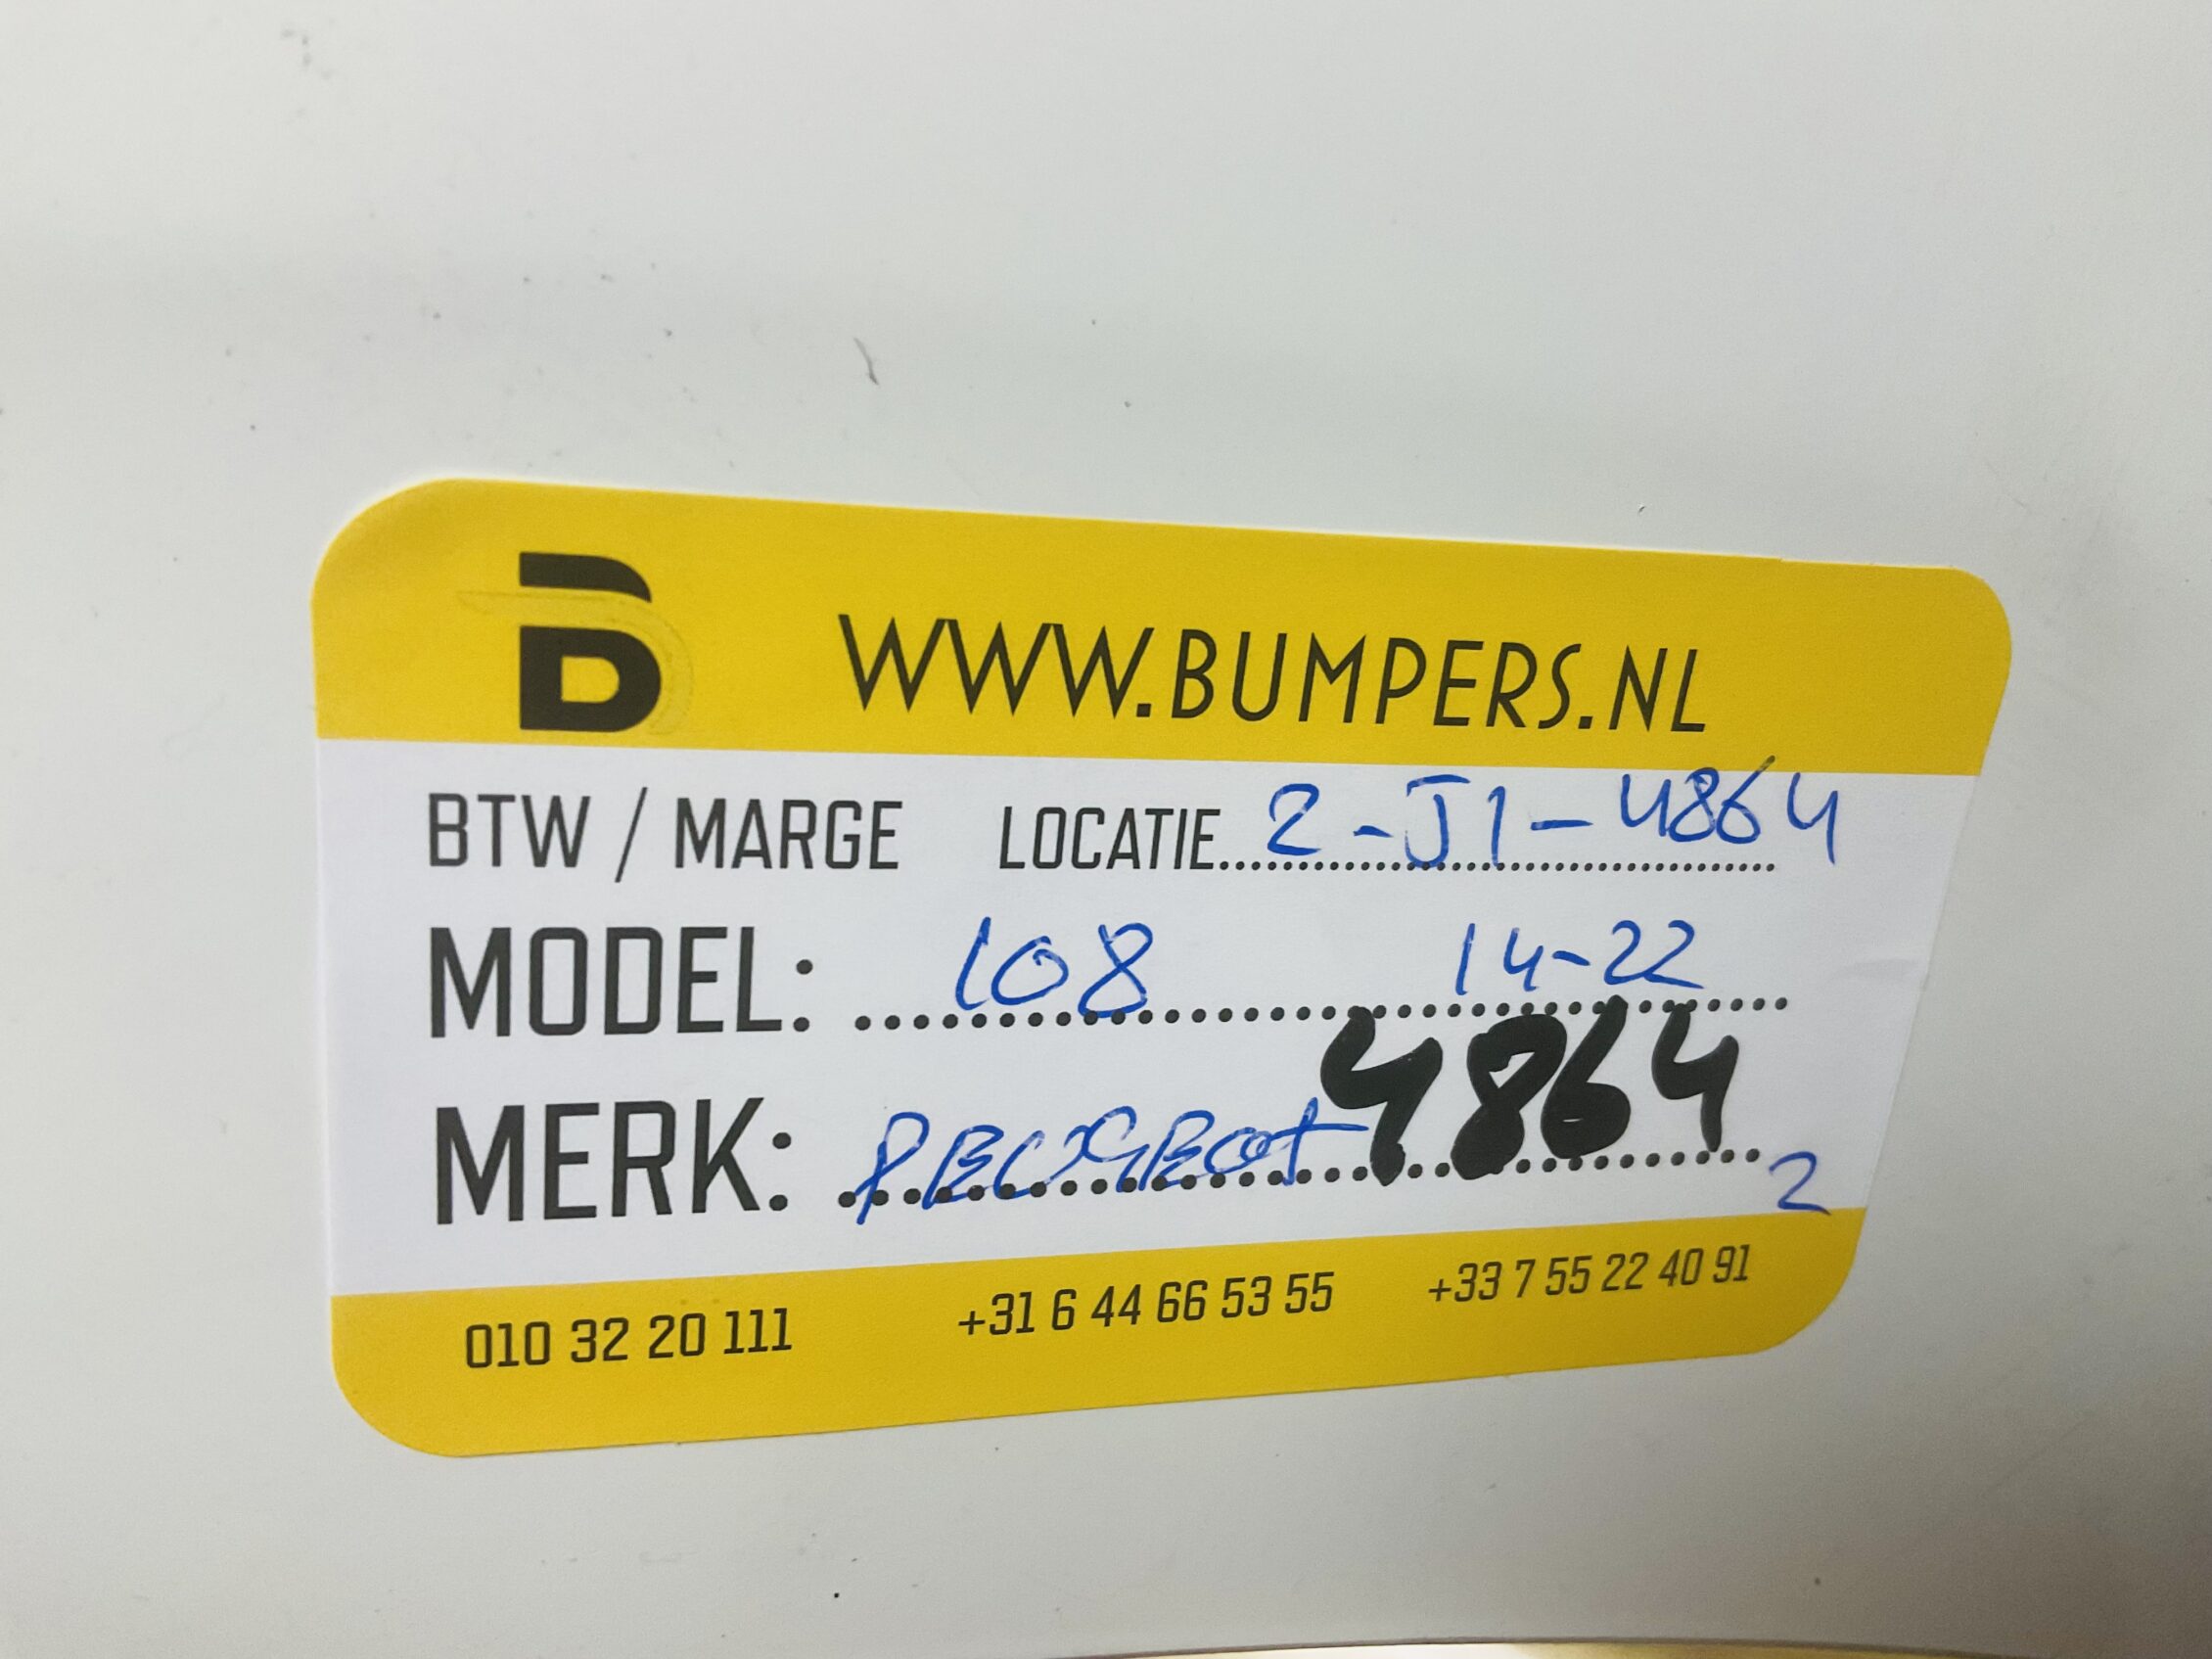 B WWW.BUMPERS.NL
BTW / MARGE LOCATIE 2-J1-4864
MODEL: 108 14-22
MERK: PEUGEOT 4864
2
010 32 20 111 +31 6 44 66 53 55 +33 7 55 22 40 91